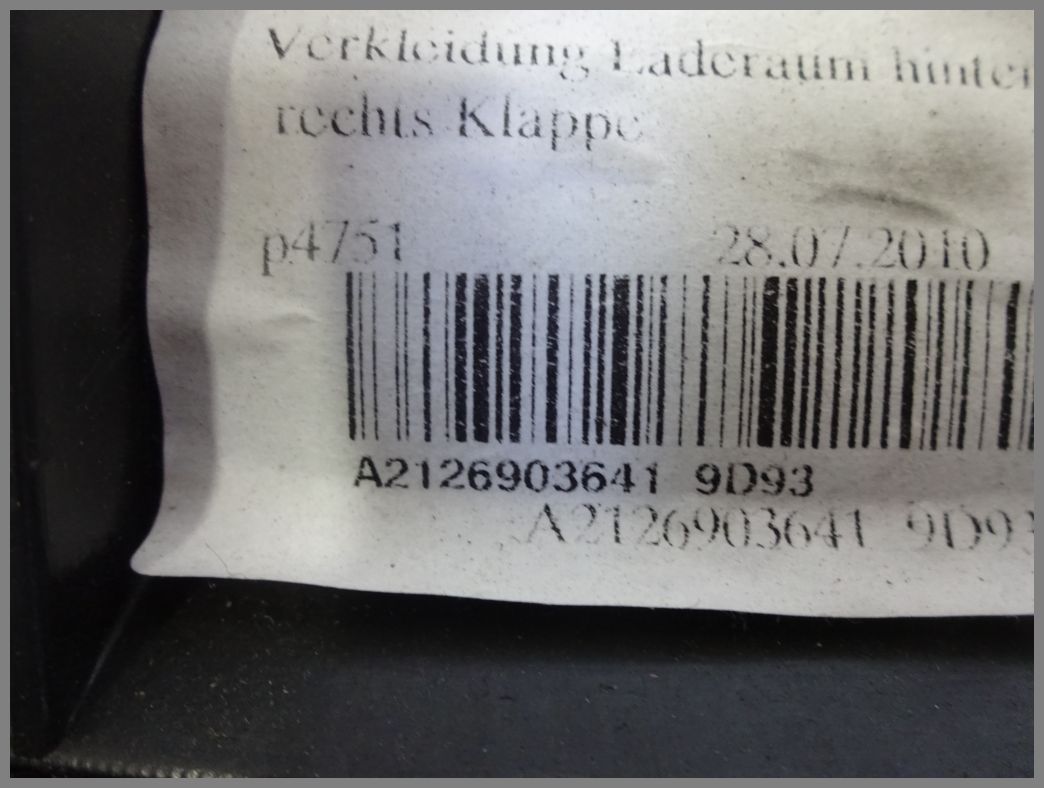 Verkleidung Laderaum hinten
rechts Klappe
p4751 28.07.2010
A2126903641 9D93
A2126903641 9D93